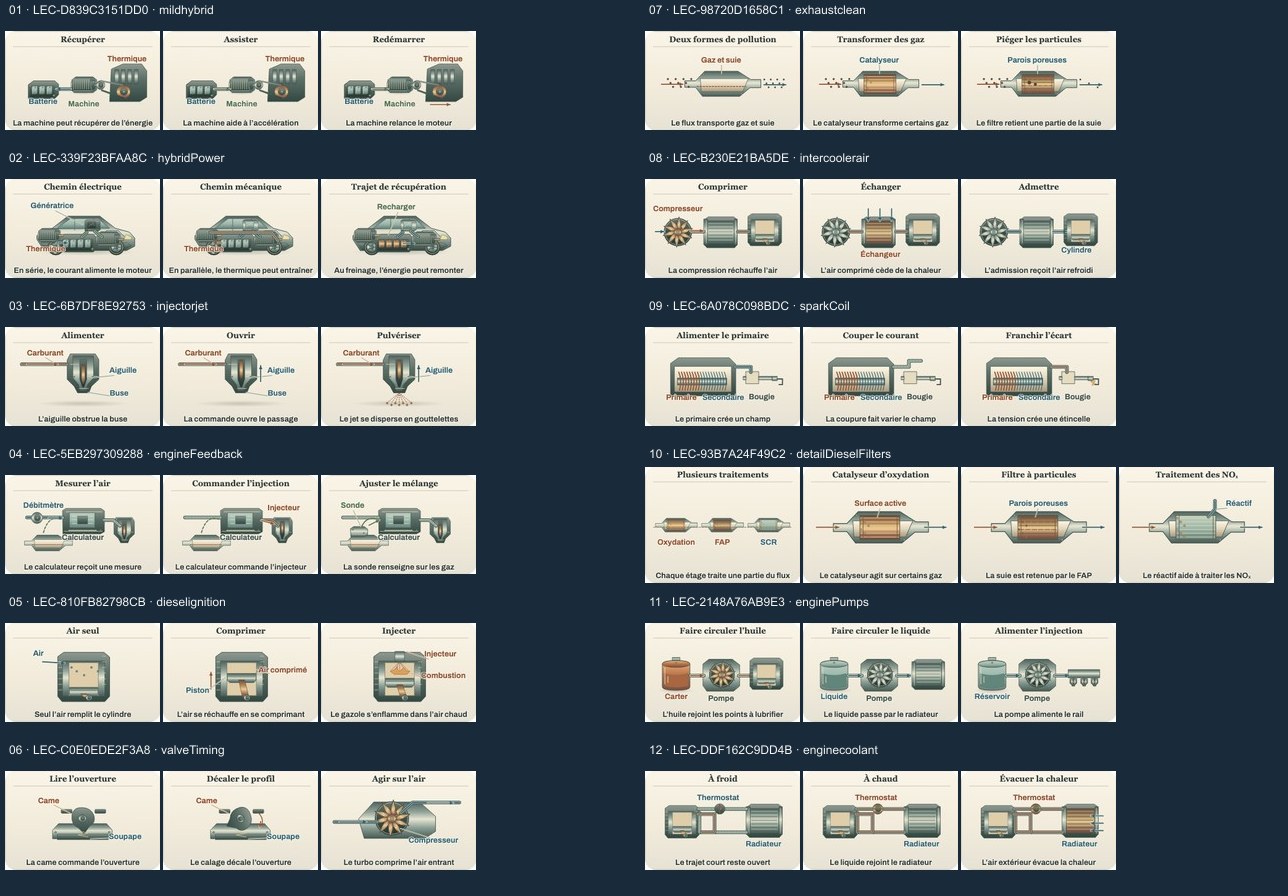 01 · LEC-D839C3151DD0 · mildhybrid
Récupérer
Thermique
Batterie
Machine
La machine peut récupérer de l'énergie
Assister
Thermique
Batterie
Machine
La machine aide à l'accélération
Redémarrer
Thermique
Batterie
Machine
La machine relance le moteur
02 · LEC-339F23BFAA8C · hybridPower
Chemin électrique
Génératrice
Thermique
En série, le courant alimente le moteur
Chemin mécanique
Thermique
En parallèle, le thermique peut entraîner
Trajet de récupération
Recharger
Au freinage, l'énergie peut remonter
03 · LEC-6B7DF8E92753 · injectorjet
Alimenter
Carburant
Aiguille
Buse
L'aiguille obstrue la buse
Ouvrir
Carburant
Aiguille
Buse
La commande ouvre le passage
Pulvériser
Carburant
Aiguille
Le jet se disperse en gouttelettes
04 · LEC-5EB297309288 · engineFeedback
Mesurer l'air
Débitmètre
Calculateur
Le calculateur reçoit une mesure
Commander l'injection
Injecteur
Calculateur
Le calculateur commande l'injecteur
Ajuster le mélange
Sonde
Calculateur
La sonde renseigne sur les gaz
05 · LEC-810FB82798CB · dieselignition
Air seul
Air
Seul l'air remplit le cylindre
Comprimer
Air comprimé
Piston
L'air se réchauffe en se comprimant
Injecter
Injecteur
Combustion
Le gazole s'enflamme dans l'air chaud
06 · LEC-C0E0EDE2F3A8 · valveTiming
Lire l'ouverture
Came
Soupape
La came commande l'ouverture
Décaler le profil
Came
Soupape
Le calage décale l'ouverture
Agir sur l'air
Compresseur
Le turbo comprime l'air entrant
07 · LEC-98720D1658C1 · exhaustclean
Deux formes de pollution
Gaz et suie
Le flux transporte gaz et suie
Transformer des gaz
Catalyseur
Le catalyseur transforme certains gaz
Piéger les particules
Parois poreuses
Le filtre retient une partie de la suie
08 · LEC-B230E21BA5DE · intercoolerair
Comprimer
Compresseur
La compression réchauffe l'air
Échanger
Échangeur
L'air comprimé cède de la chaleur
Admettre
Cylindre
L'admission reçoit l'air refroidi
09 · LEC-6A078C098BDC · sparkCoil
Alimenter le primaire
Primaire
Secondaire
Bougie
Le primaire crée un champ
Couper le courant
Primaire
Secondaire
Bougie
La coupure fait varier le champ
Franchir l'écart
Primaire
Secondaire
Bougie
La tension crée une étincelle
10 · LEC-93B7A24F49C2 · detailDieselFilters
Plusieurs traitements
Oxydation
FAP
SCR
Chaque étage traite une partie du flux
Catalyseur d'oxydation
Surface active
Le catalyseur agit sur certains gaz
Filtre à particules
Parois poreuses
La suie est retenue par le FAP
Traitement des NOₓ
Réactif
Le réactif aide à traiter les NOₓ
11 · LEC-2148A76AB9E3 · enginePumps
Faire circuler l'huile
Carter
Pompe
L'huile rejoint les points à lubrifier
Faire circuler le liquide
Liquide
Pompe
Le liquide passe par le radiateur
Alimenter l'injection
Réservoir
Pompe
La pompe alimente le rail
12 · LEC-DDF162C9DD4B · enginecoolant
À froid
Thermostat
Radiateur
Le trajet court reste ouvert
À chaud
Thermostat
Radiateur
Le liquide rejoint le radiateur
Évacuer la chaleur
Thermostat
Radiateur
L'air extérieur évacue la chaleur